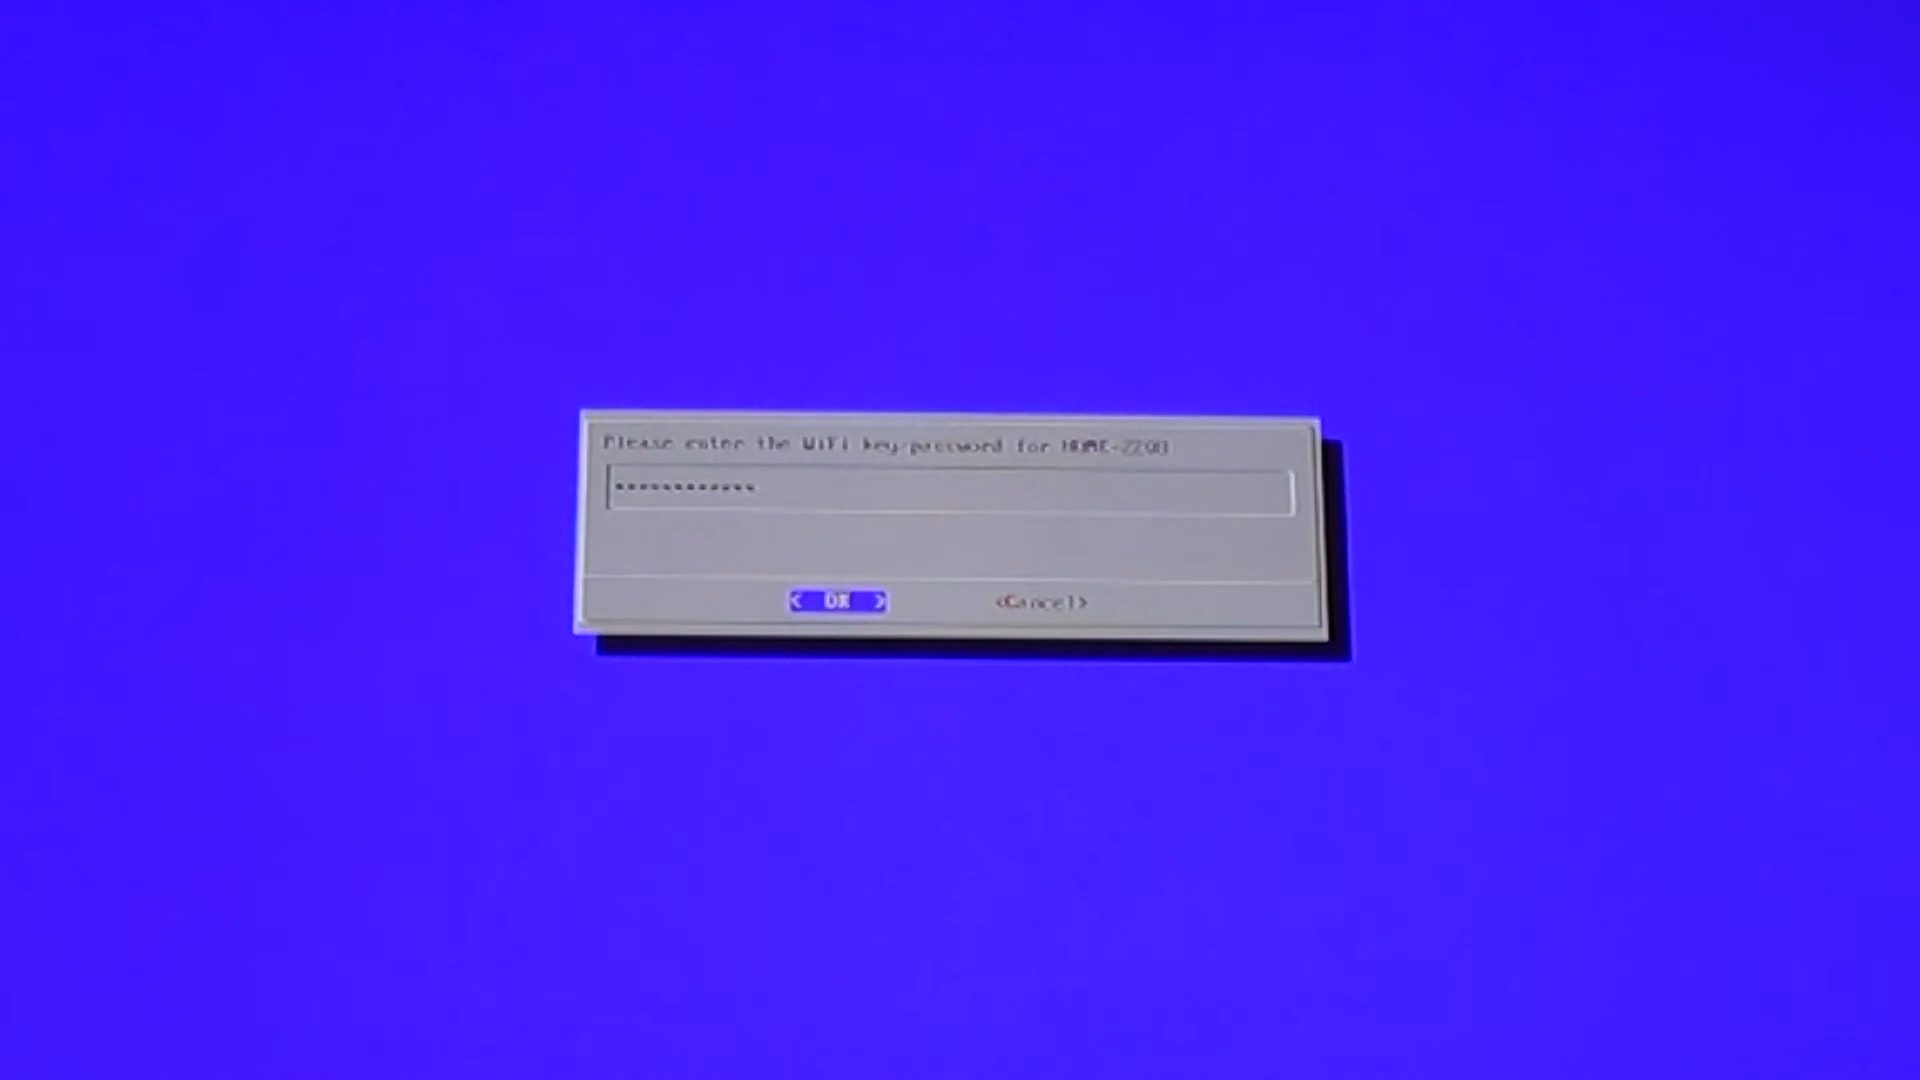 Please enter the WiFi key/password for
************
< OK > <Cancel>